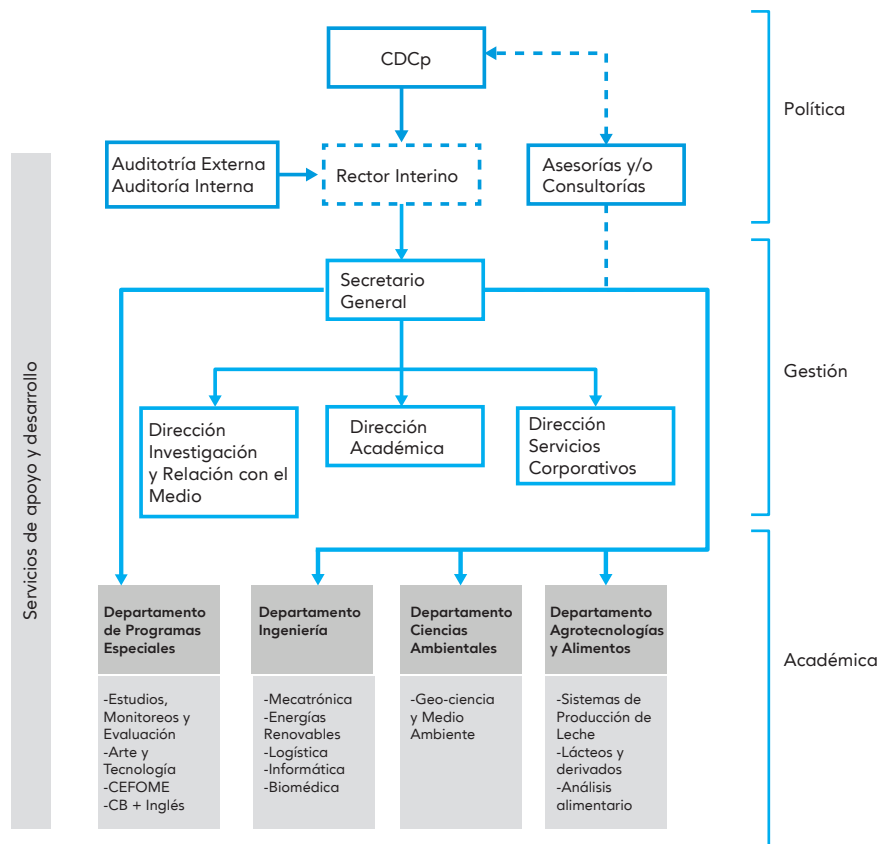 CDCp
Política
Auditotría Externa
Auditoría Interna
Rector Interino
Asesorías y/o
Consultorías
Secretario
General
Gestión
Servicios de apoyo y desarrollo
Dirección
Investigación
y Relación con el
Medio
Dirección
Académica
Dirección
Servicios
Corporativos
Académica
Departamento
de Programas
Especiales
-Estudios,
Monitoreos y
Evaluación
-Arte y
Tecnología
-CEFOME
-CB + Inglés
Departamento
Ingeniería
-Mecatrónica
-Energías
Renovables
-Logística
-Informática
-Biomédica
Departamento
Ciencias
Ambientales
-Geo-ciencia
y Medio
Ambiente
Departamento
Agrotecnologías
y Alimentos
-Sistemas de
Producción de
Leche
-Lácteos y
derivados
-Análisis
alimentario